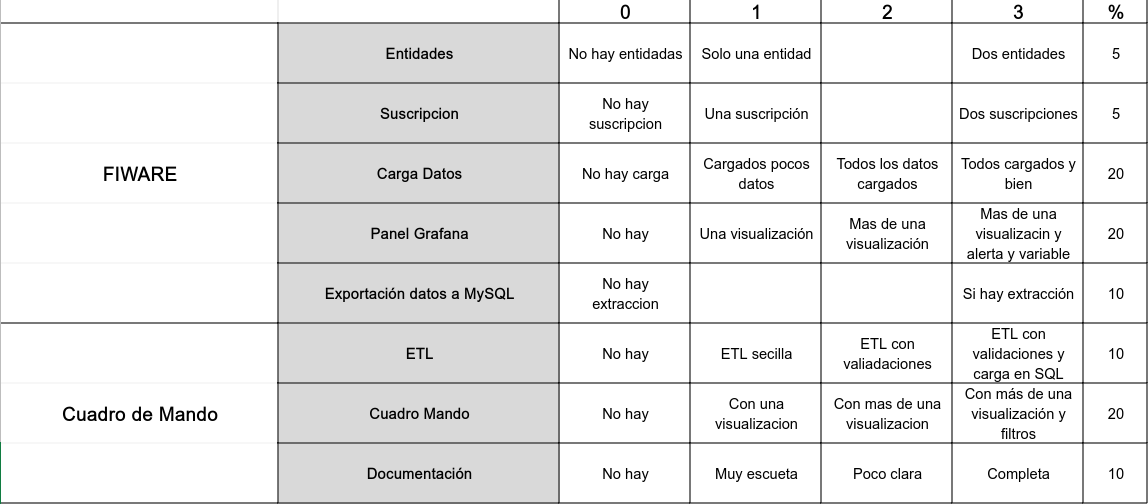 0 1 2 3 %
Entidades No hay entidadas Solo una entidad Dos entidades 5
Suscripcion No hay Una suscripción Dos suscripciones 5
suscripcion
FIWARE Carga Datos No hay carga Cargados pocos Todos los datos Todos cargados y 20
datos cargados bien
Panel Grafana No hay Una visualización Mas de una Mas de una 20
visualización visualizacin y
alerta y variable
Exportación datos a MySQL No hay Si hay extracción 10
extraccion
ETL No hay ETL secilla ETL con ETL con 10
valiadaciones validaciones y
carga en SQL
Cuadro de Mando Cuadro Mando No hay Con una Con mas de una Con más de una 20
visualizacion visualizacion visualización y
filtros
Documentación No hay Muy escueta Poco clara Completa 10